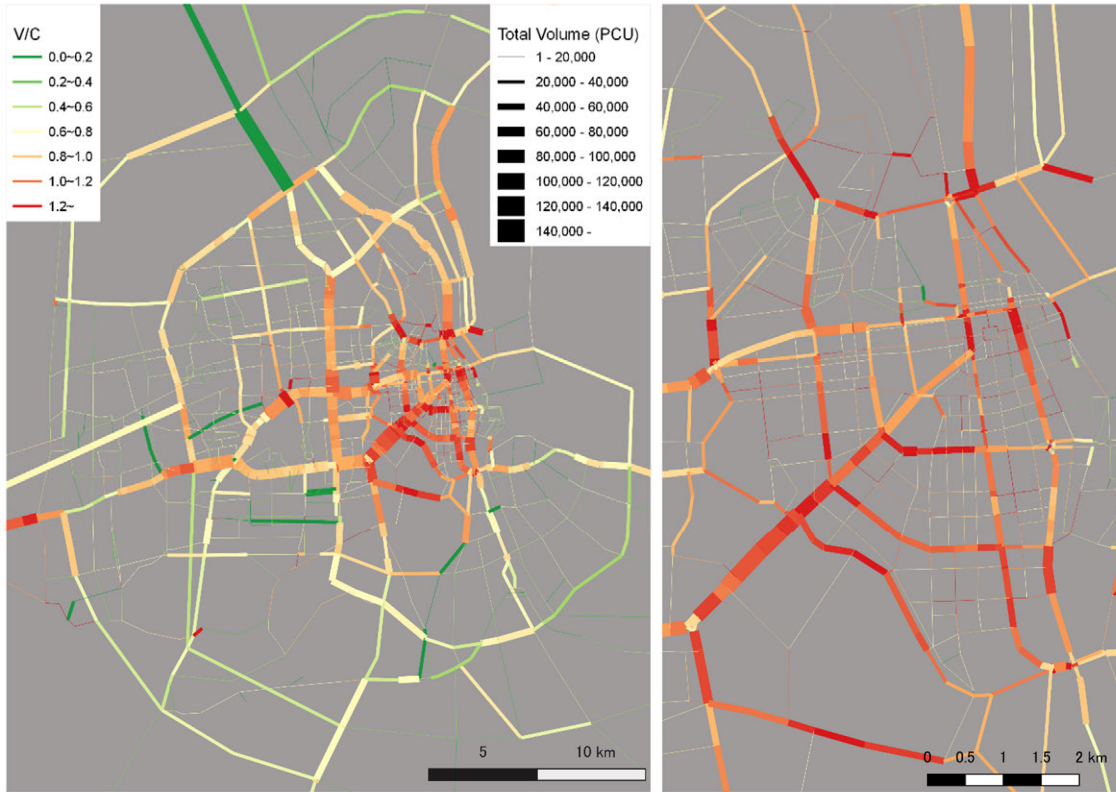 V/C
0.0~0.2
0.2~0.4
0.4~0.6
0.6~0.8
0.8~1.0
1.0~1.2
1.2~
Total Volume (PCU)
1 - 20,000
20,000 - 40,000
40,000 - 60,000
60,000 - 80,000
80,000 - 100,000
100,000 - 120,000
120,000 - 140,000
140,000 -
5 10 km
0 0.5 1 1.5 2 km